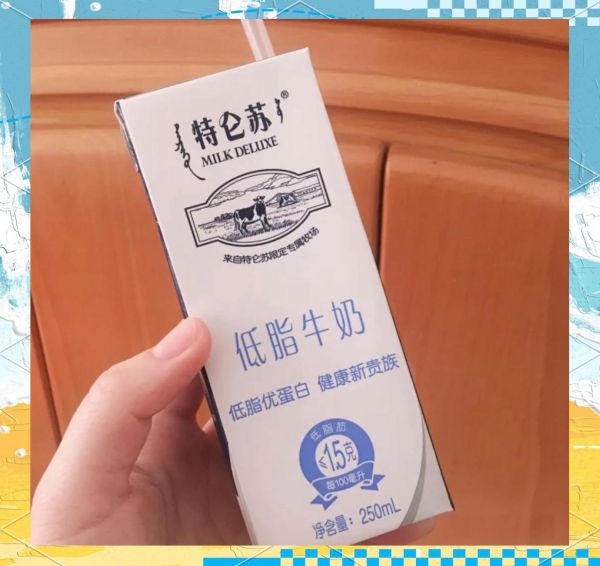 特仑苏®
MILK DELUXE
来自特仑苏限定专属牧场
低脂牛奶
低脂优蛋白 健康新贵族
低脂肪
≤1.5克
每100毫升
净含量：250mL